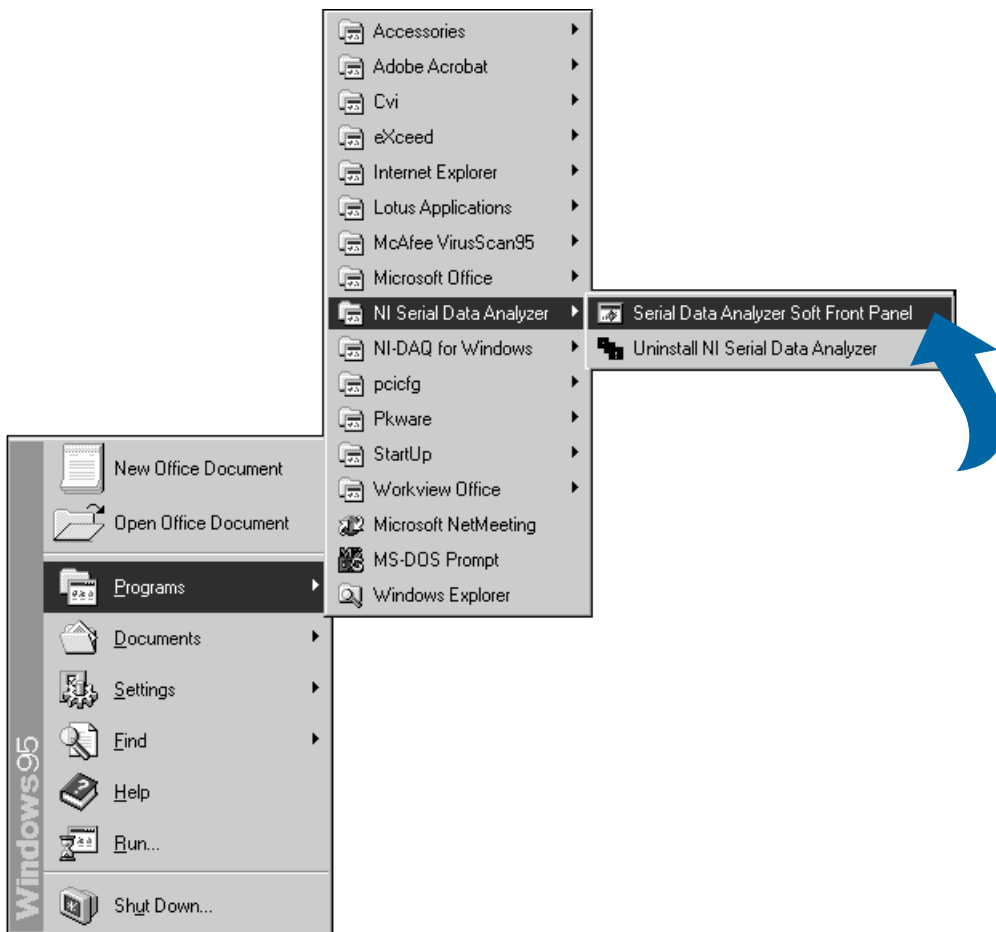 Accessories
Adobe Acrobat
Cvi
eXceed
Internet Explorer
Lotus Applications
McAfee VirusScan95
Microsoft Office
NI Serial Data Analyzer
NI-DAQ for Windows
pcicfg
Pkware
StartUp
Workview Office
Microsoft NetMeeting
MS-DOS Prompt
Windows Explorer
Serial Data Analyzer Soft Front Panel
Uninstall NI Serial Data Analyzer
New Office Document
Open Office Document
Programs
Documents
Settings
Find
Help
Run...
Shut Down...
Windows95